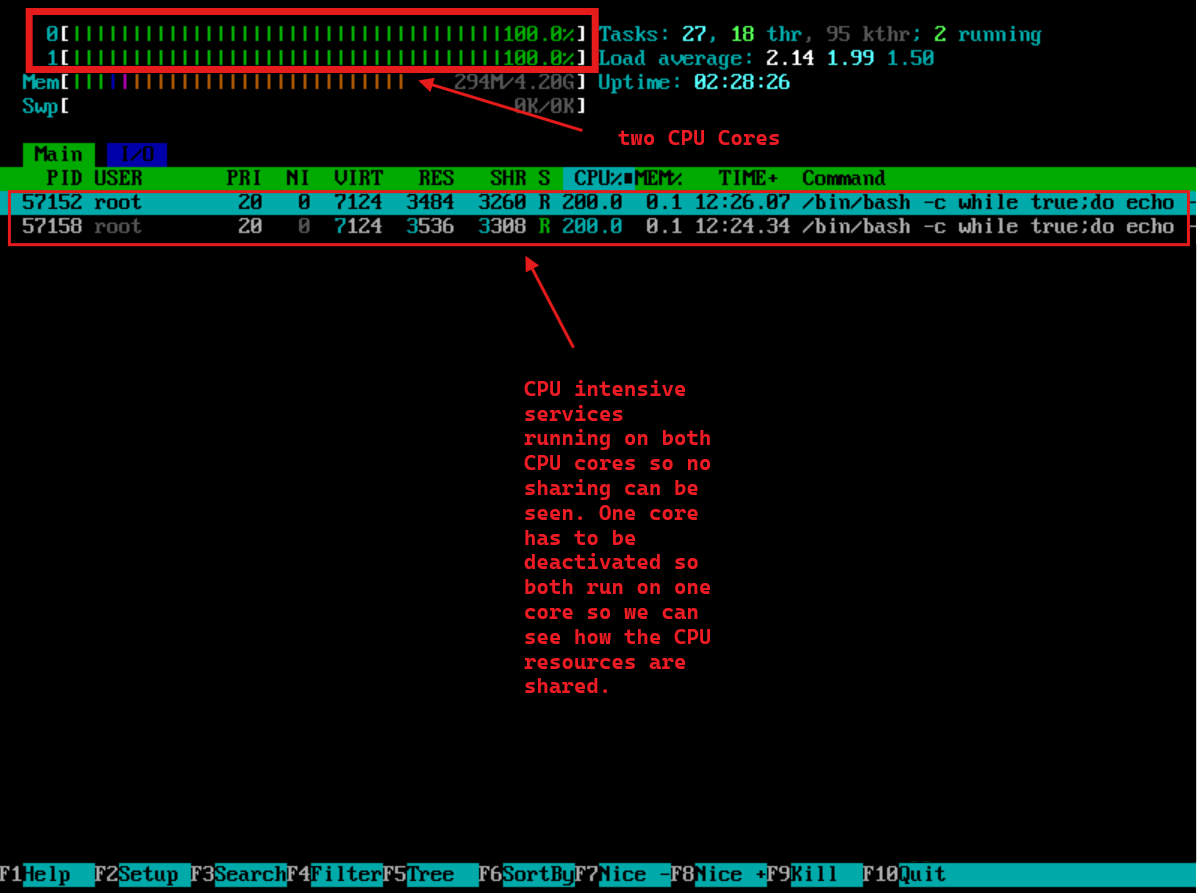 0[||||||||||||||||||||||||||||||||||||100.0%] Tasks: 27, 18 thr, 95 kthr; 2 running
1[||||||||||||||||||||||||||||||||||||100.0%] Load average: 2.14 1.99 1.50
Mem[||||||||||||||||||||||||||||   294M/4.20G] Uptime: 02:28:26
Swp[ 0K/0K]
two CPU Cores
Main I/O
PID USER PRI NI VIRT RES SHR S CPU%▪MEM% TIME+ Command
57152 root 20 0 7124 3484 3260 R 200.0 0.1 12:26.07 /bin/bash -c while true;do echo -
57158 root 20 0 7124 3536 3308 R 200.0 0.1 12:24.34 /bin/bash -c while true;do echo -
CPU intensive
services
running on both
CPU cores so no
sharing can be
seen. One core
has to be
deactivated so
both run on one
core so we can
see how the CPU
resources are
shared.
F1Help F2Setup F3SearchF4FilterF5Tree F6SortByF7Nice -F8Nice +F9Kill F10Quit